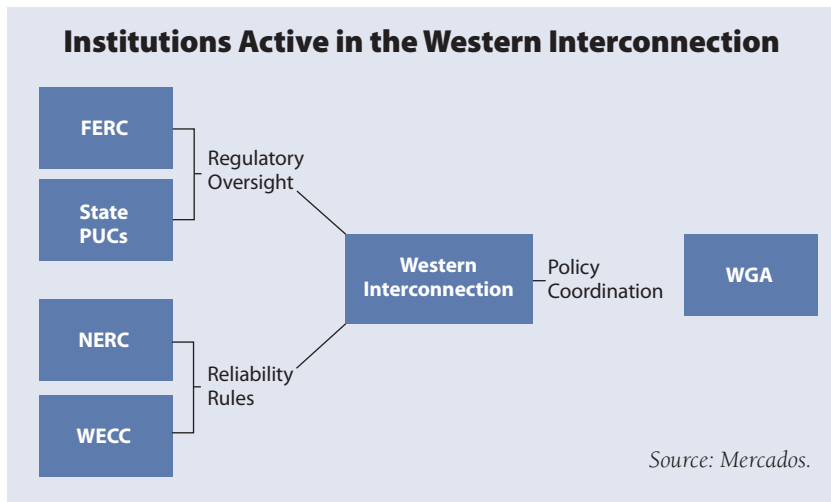 Institutions Active in the Western Interconnection
FERC
Regulatory
Oversight
State
PUCs
Western
Interconnection
Policy
Coordination
WGA
NERC
Reliability
Rules
WECC
Source: Mercados.